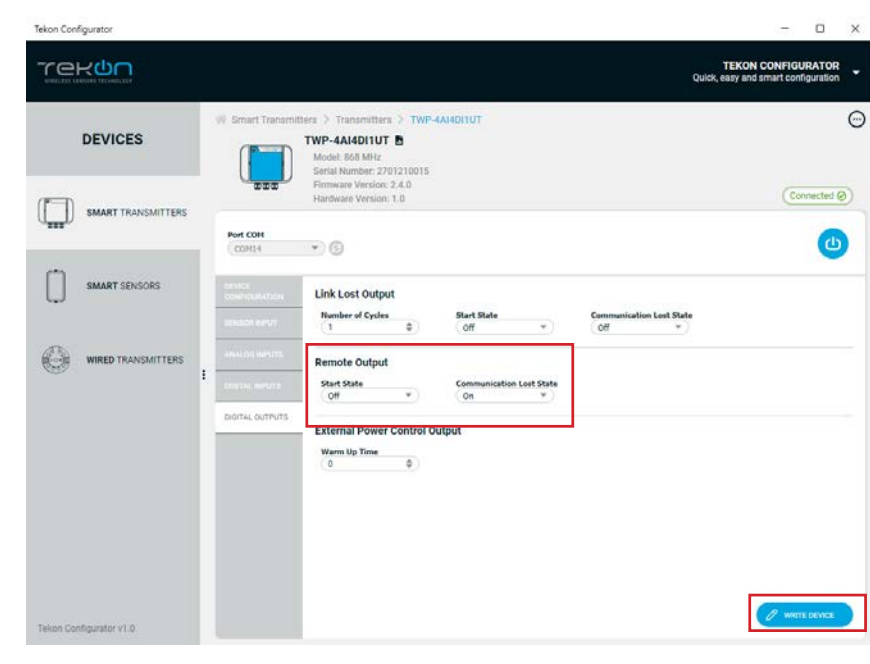 Tekon Configurator
TEKON
WIRELESS SENSORS TECHNOLOGY
TEKON CONFIGURATOR
Quick, easy and smart configuration
DEVICES
SMART TRANSMITTERS
SMART SENSORS
WIRED TRANSMITTERS
Tekon Configurator v1.0
Smart Transmitters > Transmitters > TWP-4AI4DI1UT
TWP-4AI4DI1UT
Model: 868 MHz
Serial Number: 2701210015
Firmware Version: 2.4.0
Hardware Version: 1.0
Connected
Port COM
COM14
DEVICE
CONFIGURATION
SENSOR INPUT
ANALOG INPUTS
DIGITAL INPUTS
DIGITAL OUTPUTS
Link Lost Output
Number of Cycles Start State Communication Lost State
1 Off Off
Remote Output
Start State Communication Lost State
Off On
External Power Control Output
Warm Up Time
0
WRITE DEVICE